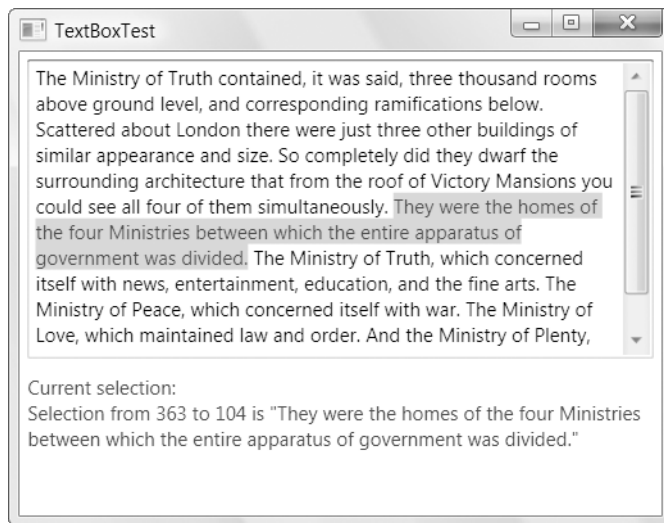 TextBoxTest
The Ministry of Truth contained, it was said, three thousand rooms
above ground level, and corresponding ramifications below.
Scattered about London there were just three other buildings of
similar appearance and size. So completely did they dwarf the
surrounding architecture that from the roof of Victory Mansions you
could see all four of them simultaneously. They were the homes of
the four Ministries between which the entire apparatus of
government was divided. The Ministry of Truth, which concerned
itself with news, entertainment, education, and the fine arts. The
Ministry of Peace, which concerned itself with war. The Ministry of
Love, which maintained law and order. And the Ministry of Plenty,
Current selection:
Selection from 363 to 104 is "They were the homes of the four Ministries
between which the entire apparatus of government was divided."